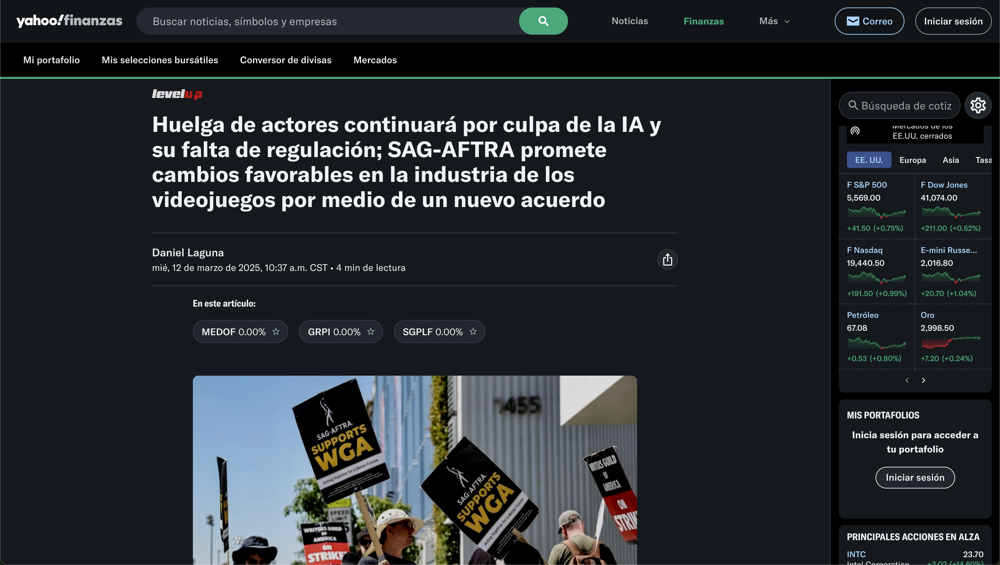 yahoo!finanzas
Buscar noticias, símbolos y empresas
Noticias
Finanzas
Más
Correo
Iniciar sesión
Mi portafolio
Mis selecciones bursátiles
Conversor de divisas
Mercados
levelup
Huelga de actores continuará por culpa de la IA y
su falta de regulación; SAG-AFTRA promete
cambios favorables en la industria de los
videojuegos por medio de un nuevo acuerdo
Daniel Laguna
mié, 12 de marzo de 2025, 10:37 a.m. CST • 4 min de lectura
En este artículo:
MEDOF 0.00%
GRPI 0.00%
SGPLF 0.00%
1455
SAG·AFTRA
SUPPORTS
WGA
Acting Together for a Better Future
SAG·AFTRA
SUPPORTS
WGA
Acting Together for a Better Future
WRITERS GUILD
OF
AMERICA
ON
STRIK
SPEED
LIMIT
WRITERS GUILD
OF
AMERICA
ON
STRIKE
Búsqueda de cotiz
Mercados de los
EE.UU. cerrados
EE. UU.
Europa
Asia
Tasa
F S&P 500
5,569.00
+41.50 (+0.75%)
F Dow Jones
41,074.00
+211.00 (+0.52%)
F Nasdaq
19,440.50
+191.50 (+0.99%)
E-mini Russe...
2,016.80
+20.70 (+1.04%)
Petróleo
67.08
+0.53 (+0.80%)
Oro
2,998.50
+7.20 (+0.24%)
MIS PORTAFOLIOS
Inicia sesión para acceder a
tu portafolio
Iniciar sesión
PRINCIPALES ACCIONES EN ALZA
INTC
23.70
Intel Corporation
+3.02 (+14.60%)